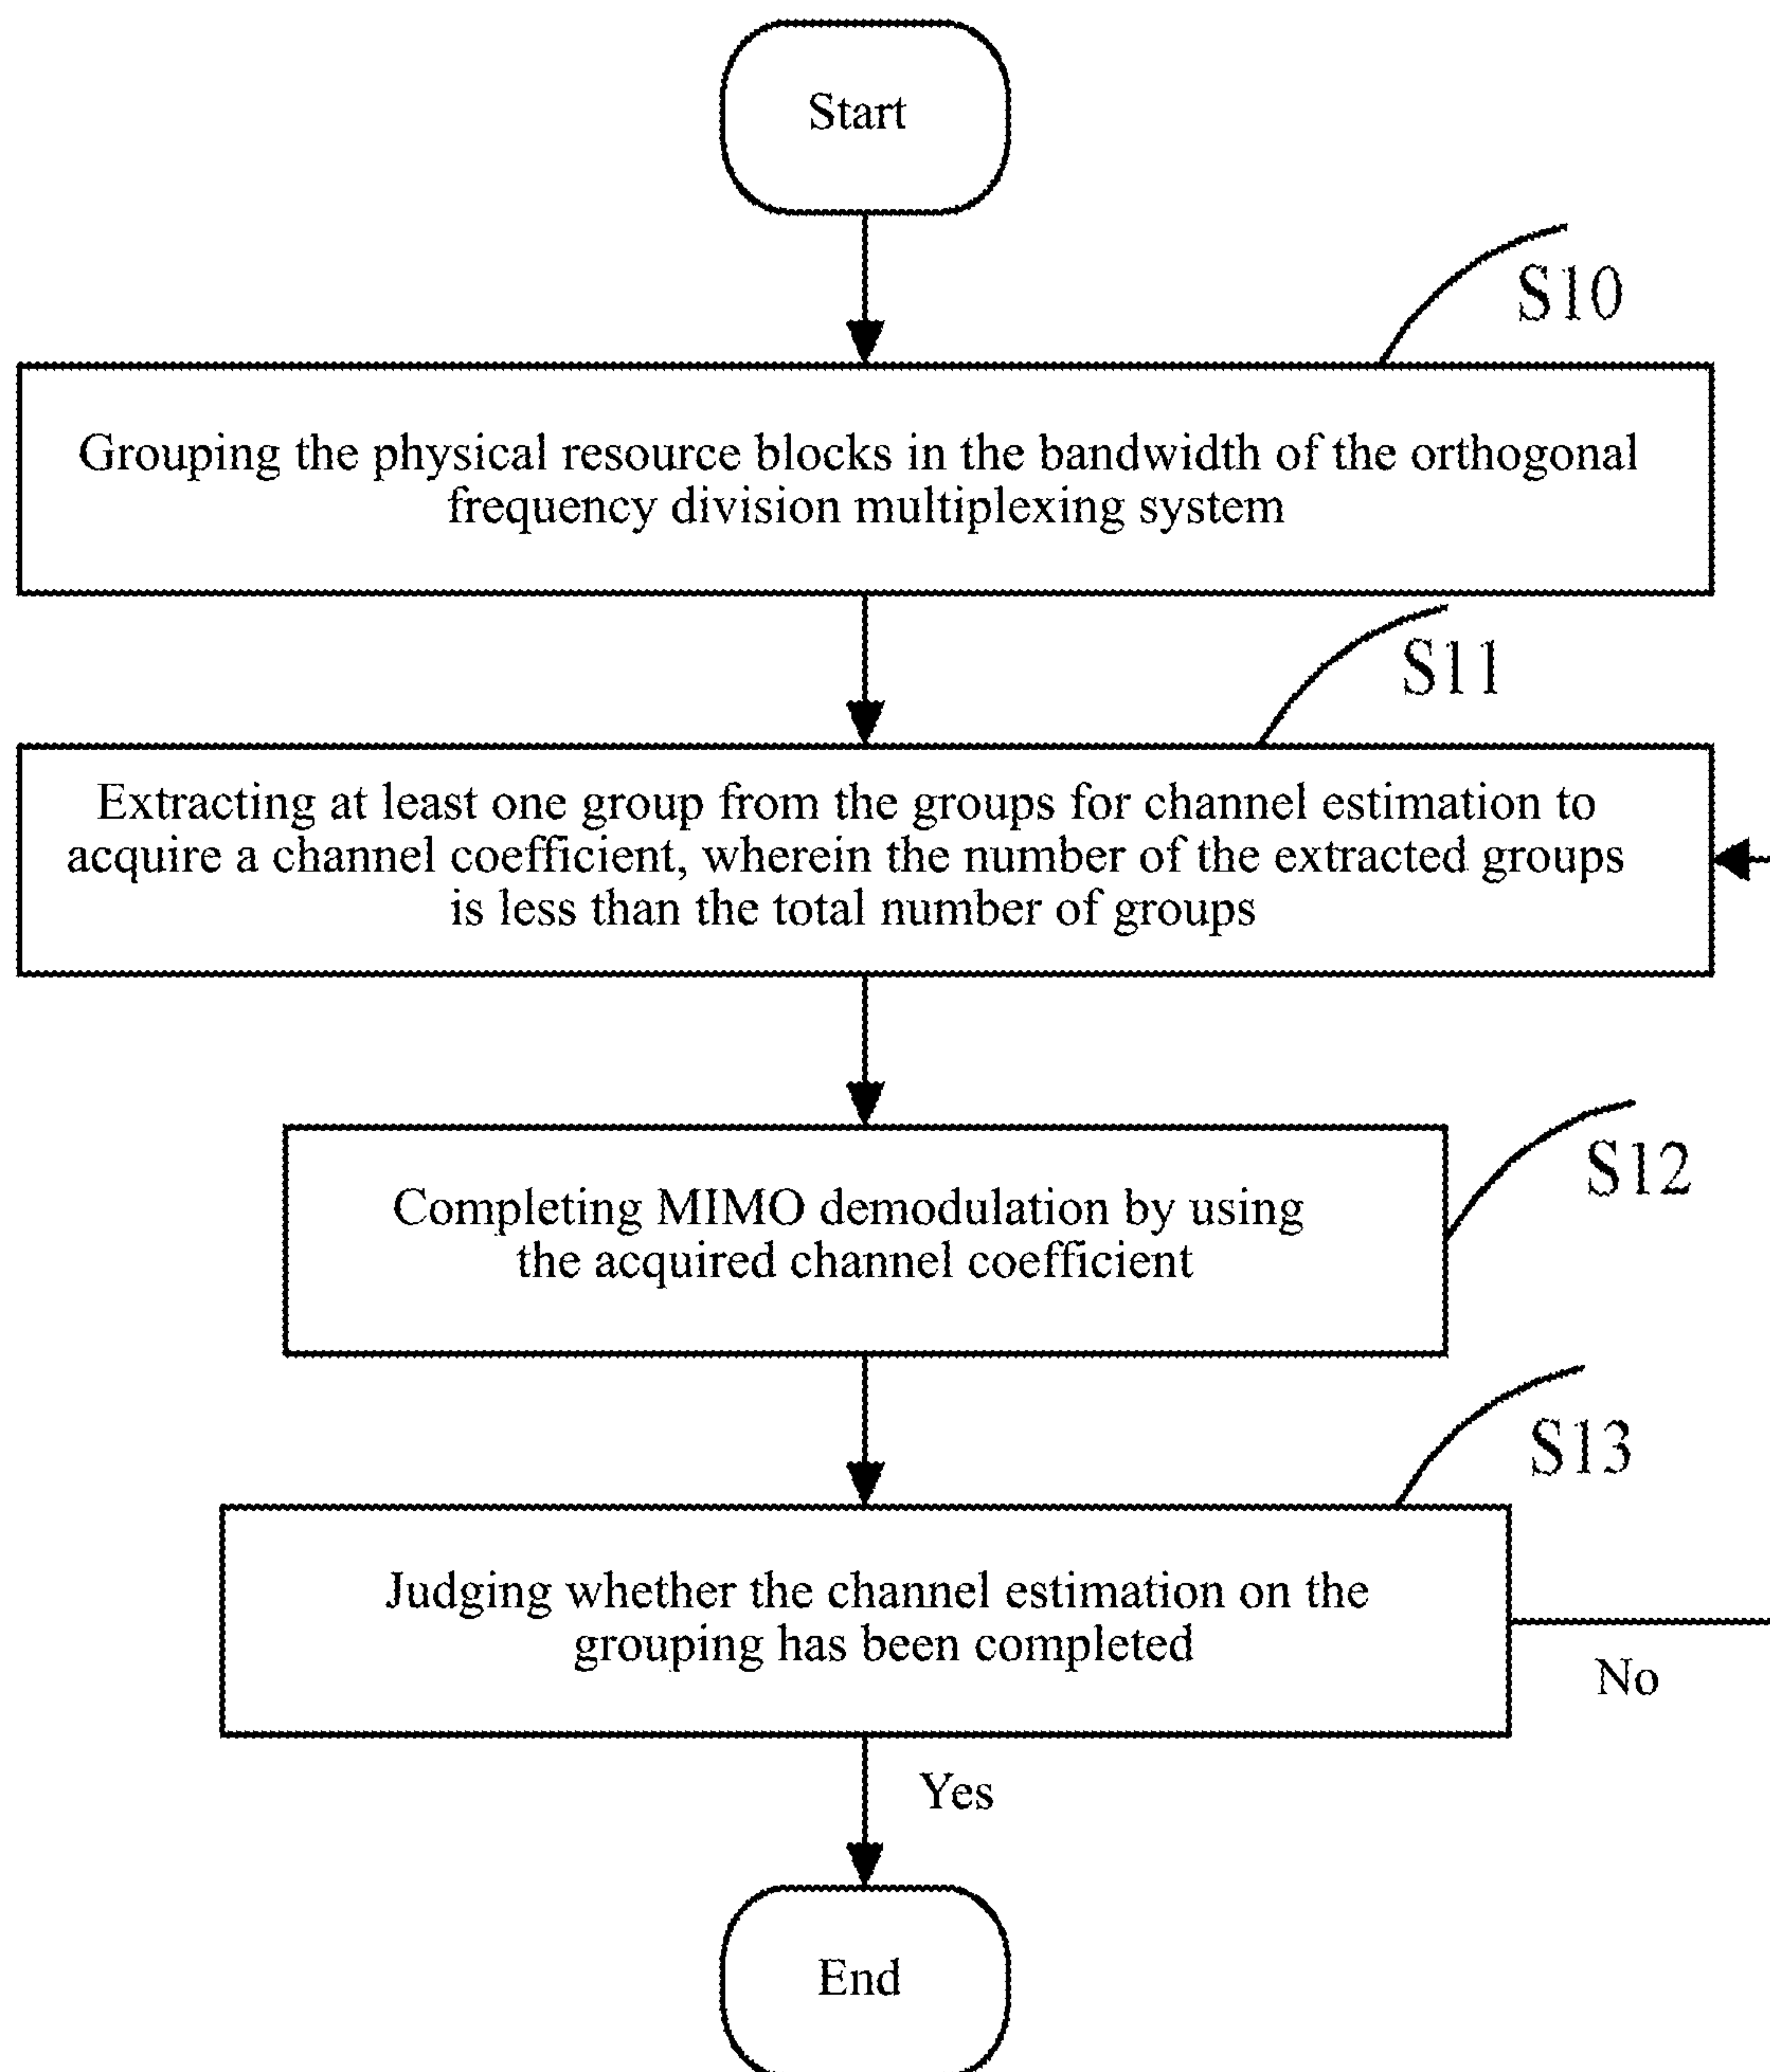 Start
S10
Grouping the physical resource blocks in the bandwidth of the orthogonal
frequency division multiplexing system
S11
Extracting at least one group from the groups for channel estimation to
acquire a channel coefficient, wherein the number of the extracted groups
is less than the total number of groups
S12
Completing MIMO demodulation by using
the acquired channel coefficient
S13
Judging whether the channel estimation on the
grouping has been completed
No
Yes
End